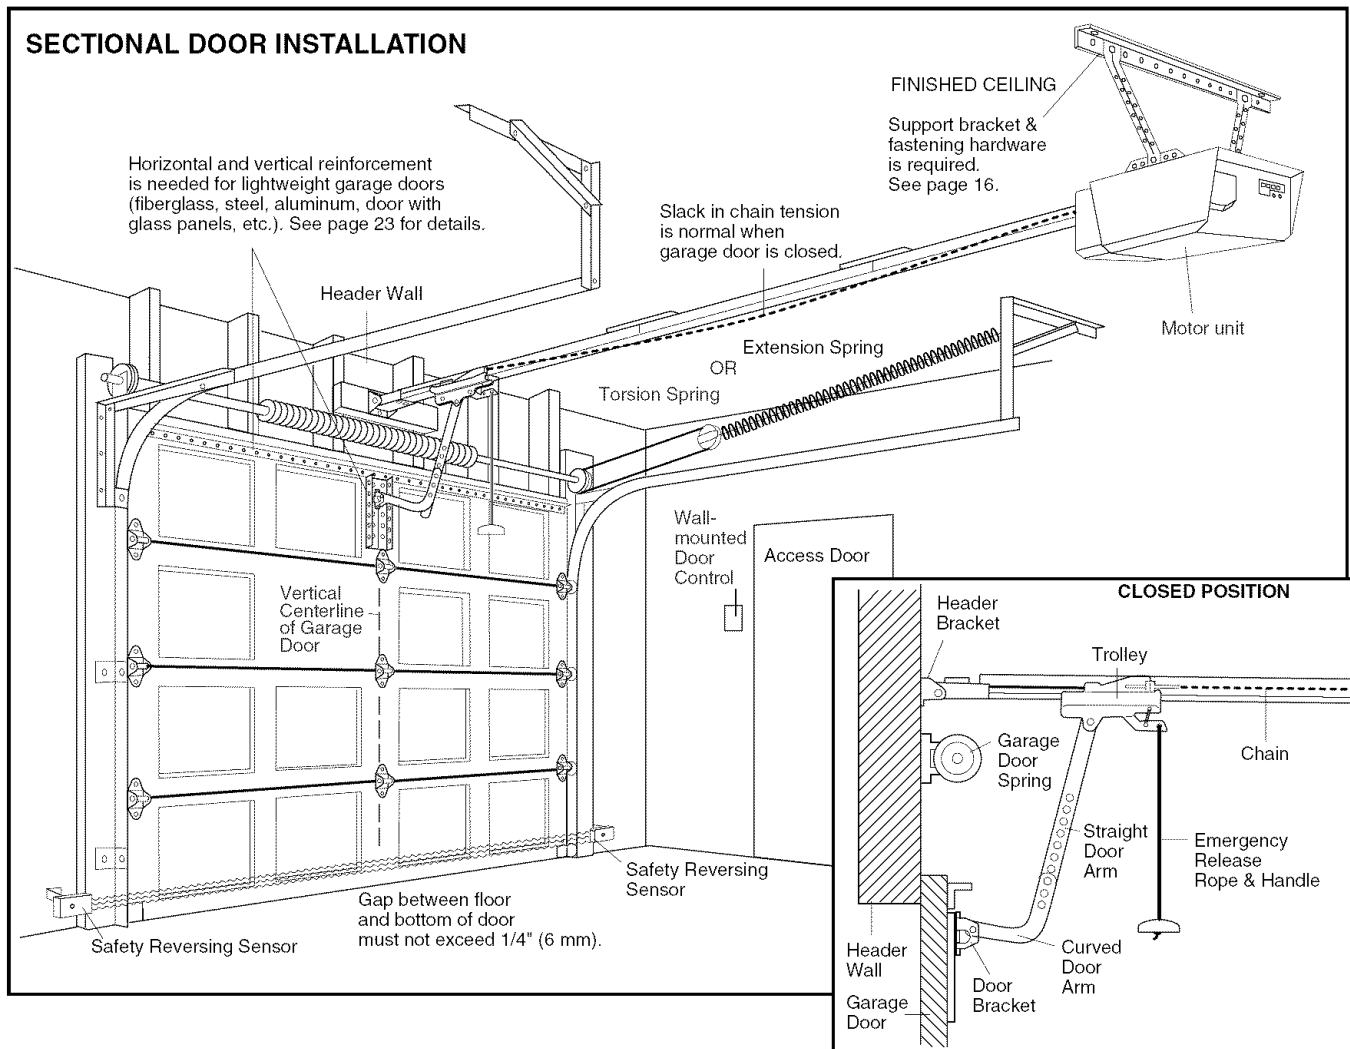 SECTIONAL DOOR INSTALLATION
FINISHED CEILING
Support bracket &
fastening hardware
is required.
See page 16.
Horizontal and vertical reinforcement
is needed for lightweight garage doors
(fiberglass, steel, aluminum, door with
glass panels, etc.). See page 23 for details.
Slack in chain tension
is normal when
garage door is closed.
Header Wall
Motor unit
Extension Spring
OR
Torsion Spring
Wall-
mounted
Door
Control
Access Door
Vertical
Centerline
of Garage
Door
Safety Reversing
Sensor
Gap between floor
and bottom of door
must not exceed 1/4" (6 mm).
Safety Reversing Sensor
CLOSED POSITION
Header
Bracket
Trolley
Garage
Door
Spring
Chain
Straight
Door
Arm
Emergency
Release
Rope & Handle
Header
Wall
Curved
Door
Arm
Door
Bracket
Garage
Door